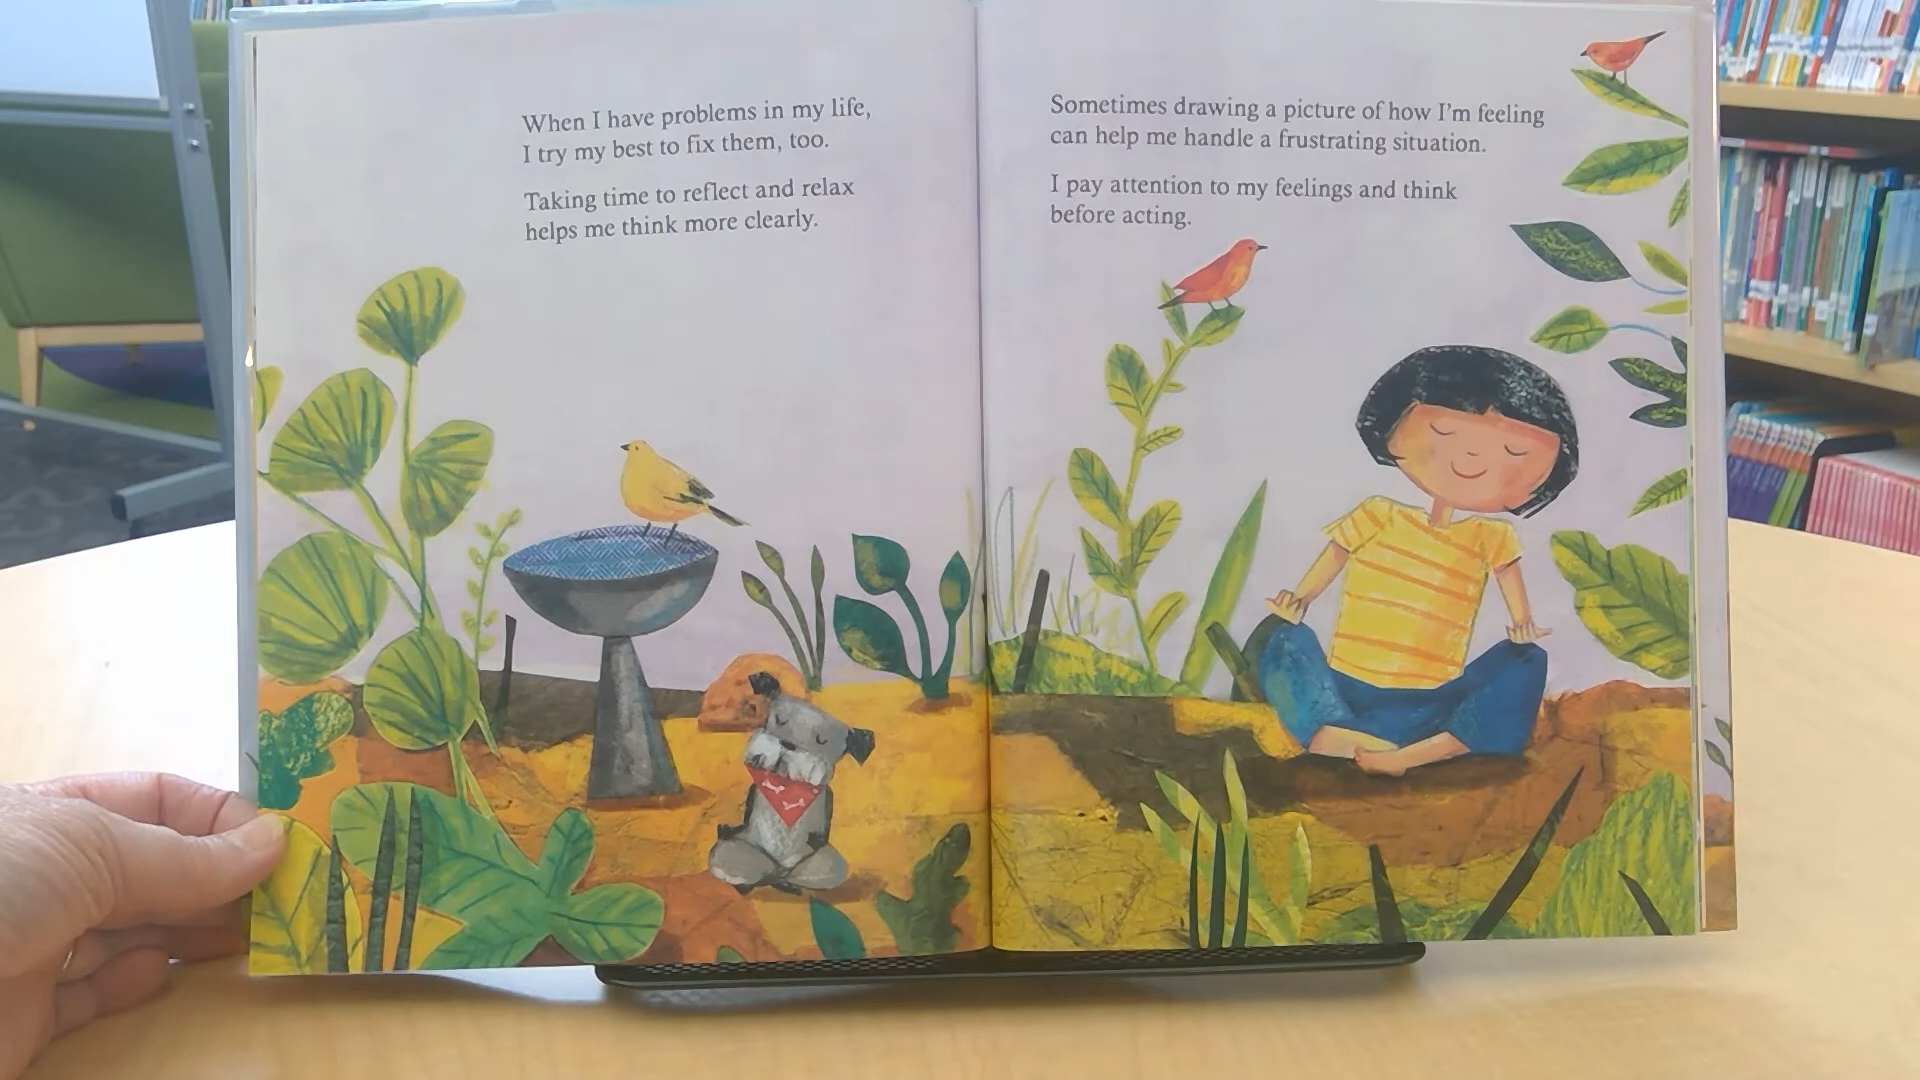 When I have problems in my life,
I try my best to fix them, too.
Taking time to reflect and relax
helps me think more clearly.
Sometimes drawing a picture of how I'm feeling
can help me handle a frustrating situation.
I pay attention to my feelings and think
before acting.